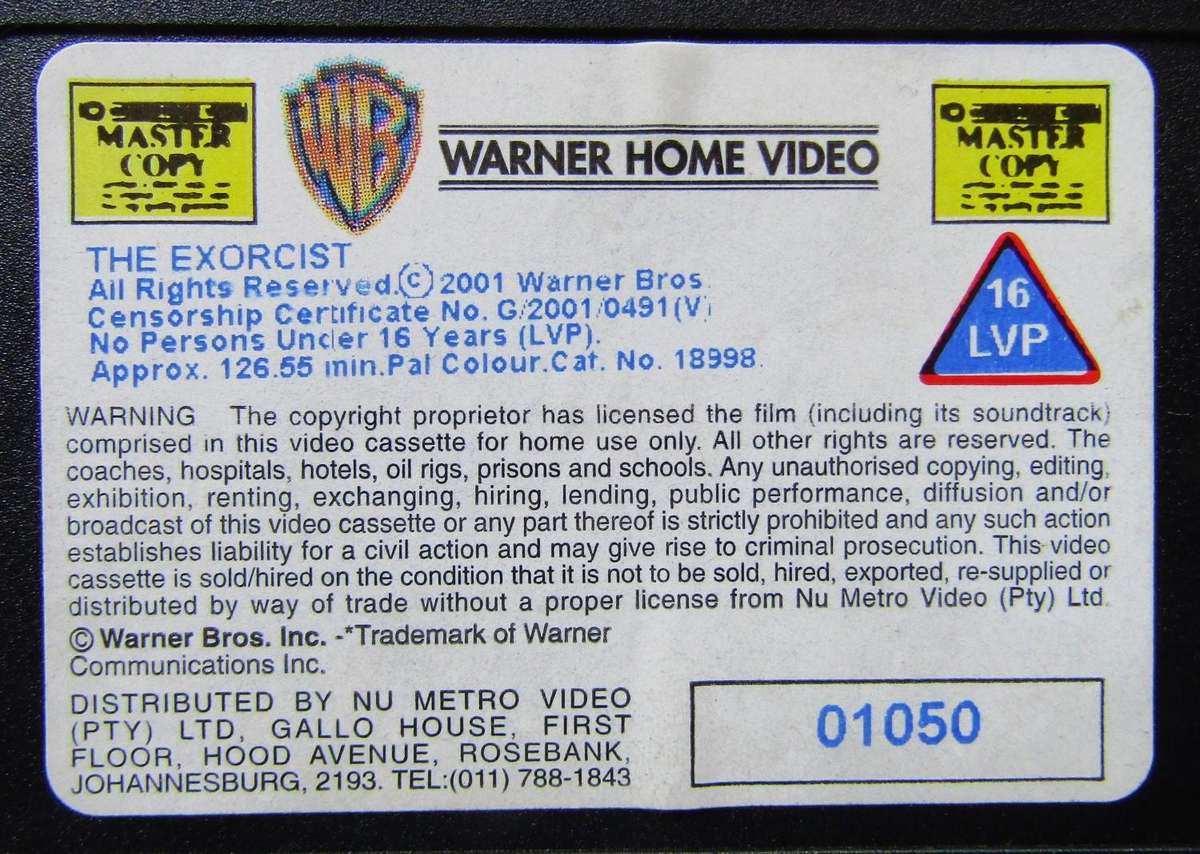 MASTER
COPY
WB
WARNER HOME VIDEO
MASTER
COPY
THE EXORCIST
All Rights Reserved.© 2001 Warner Bros.
Censorship Certificate No. G/2001/0491(V)
No Persons Under 16 Years (LVP).
Approx. 126.55 min.Pal Colour.Cat. No. 18998.
16
LVP
WARNING The copyright proprietor has licensed the film (including its soundtrack)
comprised in this video cassette for home use only. All other rights are reserved. The
coaches, hospitals, hotels, oil rigs, prisons and schools. Any unauthorised copying, editing,
exhibition, renting, exchanging, hiring, lending, public performance, diffusion and/or
broadcast of this video cassette or any part thereof is strictly prohibited and any such action
establishes liability for a civil action and may give rise to criminal prosecution. This video
cassette is sold/hired on the condition that it is not to be sold, hired, exported, re-supplied or
distributed by way of trade without a proper license from Nu Metro Video (Pty) Ltd.
© Warner Bros. Inc. -*Trademark of Warner
Communications Inc.
DISTRIBUTED BY NU METRO VIDEO
(PTY) LTD, GALLO HOUSE, FIRST
FLOOR, HOOD AVENUE, ROSEBANK,
JOHANNESBURG, 2193. TEL:(011) 788-1843
01050